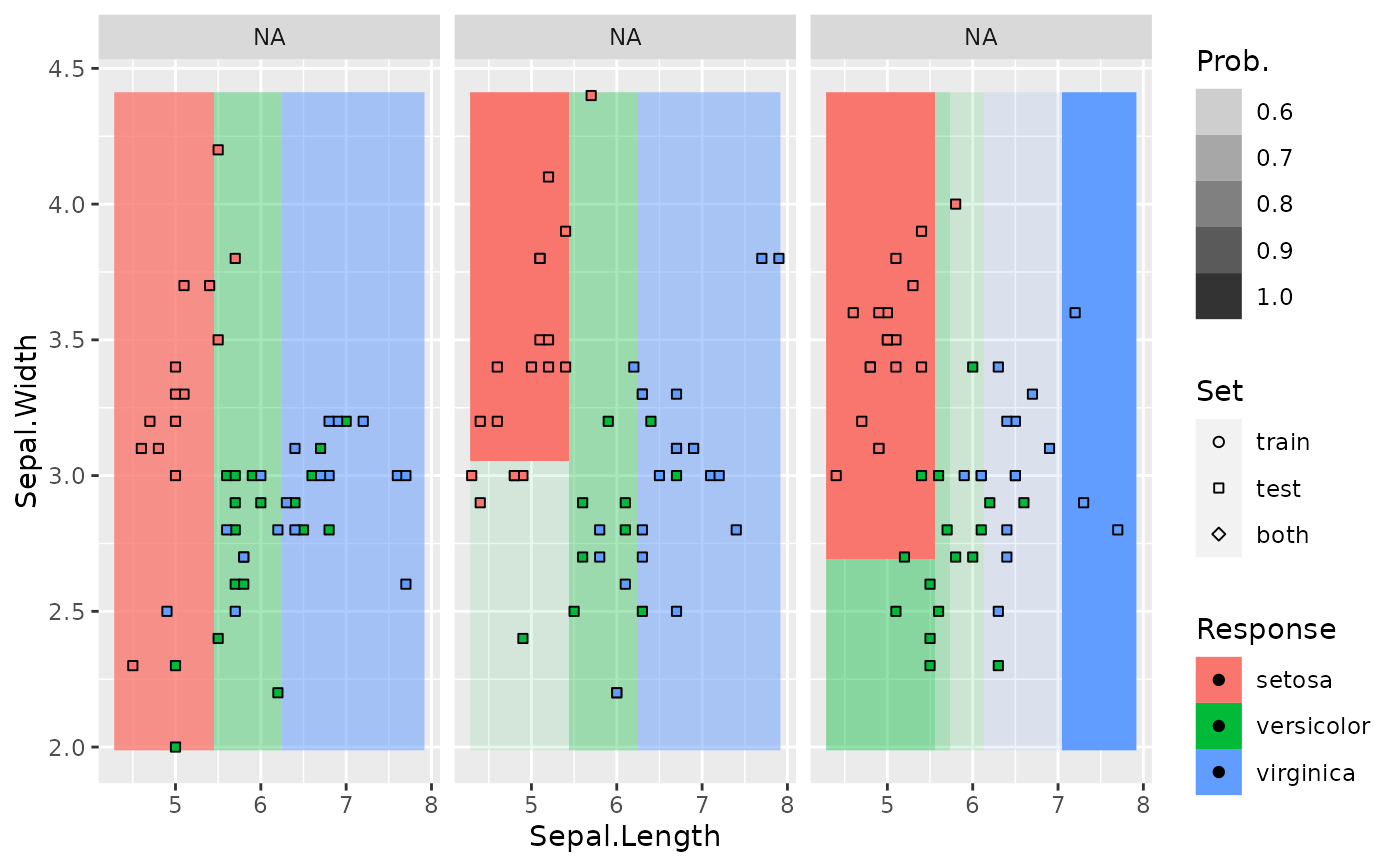 NA NA NA
4.5
4.0
3.5
3.0
2.5
2.0
Sepal.Width
5 6 7 8 5 6 7 8 5 6 7 8
Sepal.Length
Prob.
0.6
0.7
0.8
0.9
1.0
Set
train
test
both
Response
setosa
versicolor
virginica